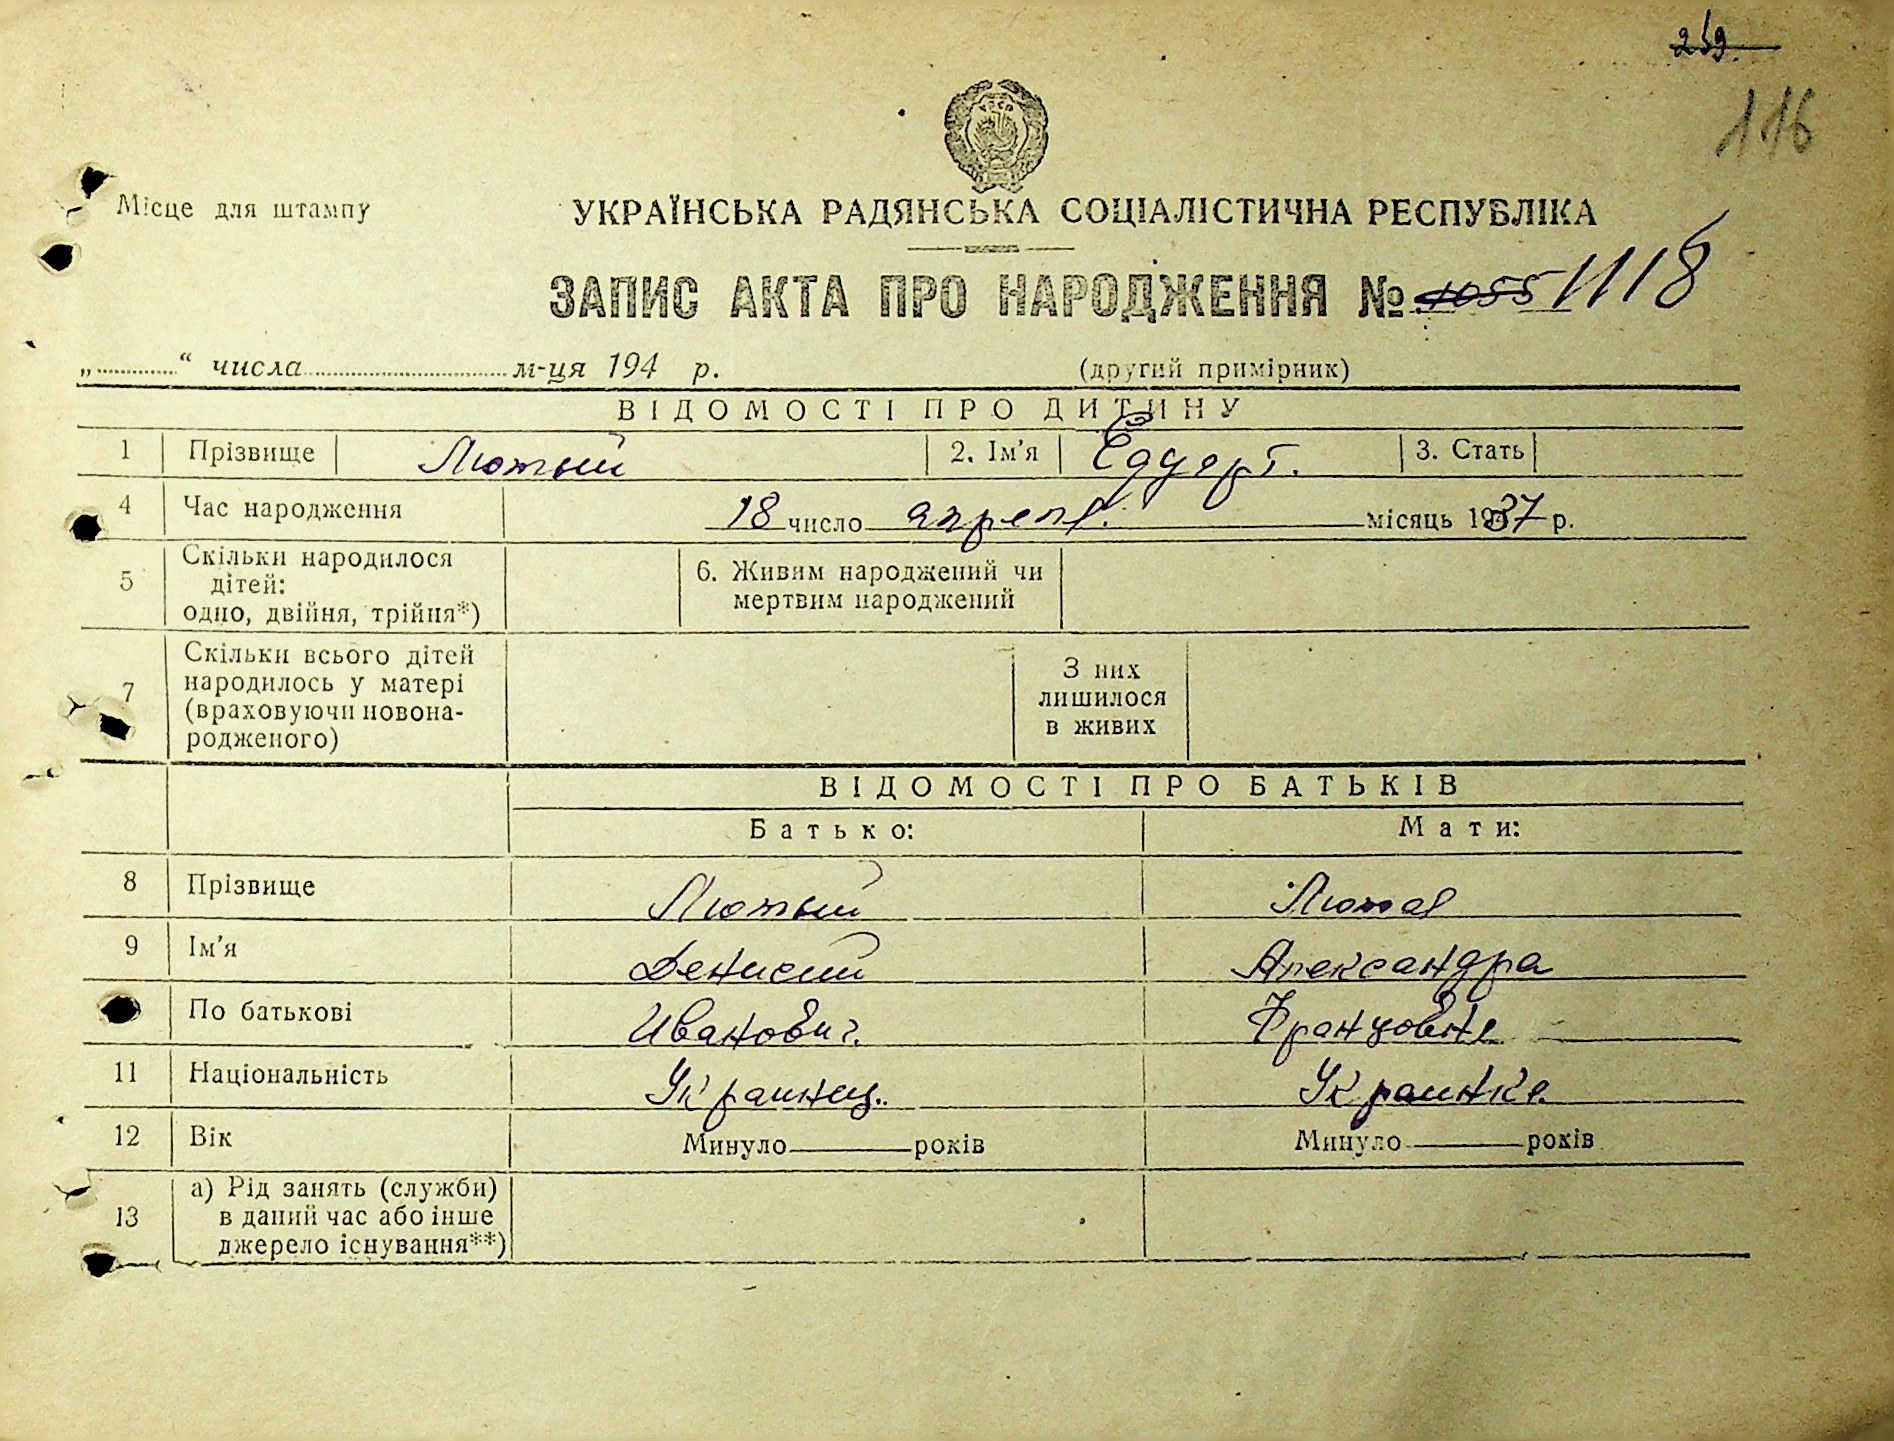 239
116
Місце для штампу
УКРАЇНСЬКА РАДЯНСЬКА СОЦІАЛІСТИЧНА РЕСПУБЛІКА
ЗАПИС АКТА ПРО НАРОДЖЕННЯ № 1055 1118
„ “ числа м-ця 194 р. (другий примірник)
ВІДОМОСТІ ПРО ДИТИНУ
1 Прізвище Лютый 2. Ім'я Едуарт. 3. Стать
4 Час народження 18 число апреля. місяць 1937 р.
5 Скільки народилося дітей: одно, двійня, трійня*) 6. Живим народжений чи мертвим народжений
7 Скільки всього дітей народилось у матері (враховуючи новонародженого) З них лишилося в живих
ВІДОМОСТІ ПРО БАТЬКІВ
Батько: Мати:
8 Прізвище Лютый Лютая
9 Ім'я Денисий Александра
По батькові Иванович. Францовна
11 Національність Украинец. Украинка.
12 Вік Минуло років Минуло років
13 а) Рід занять (служби) в даний час або інше джерело існування**)